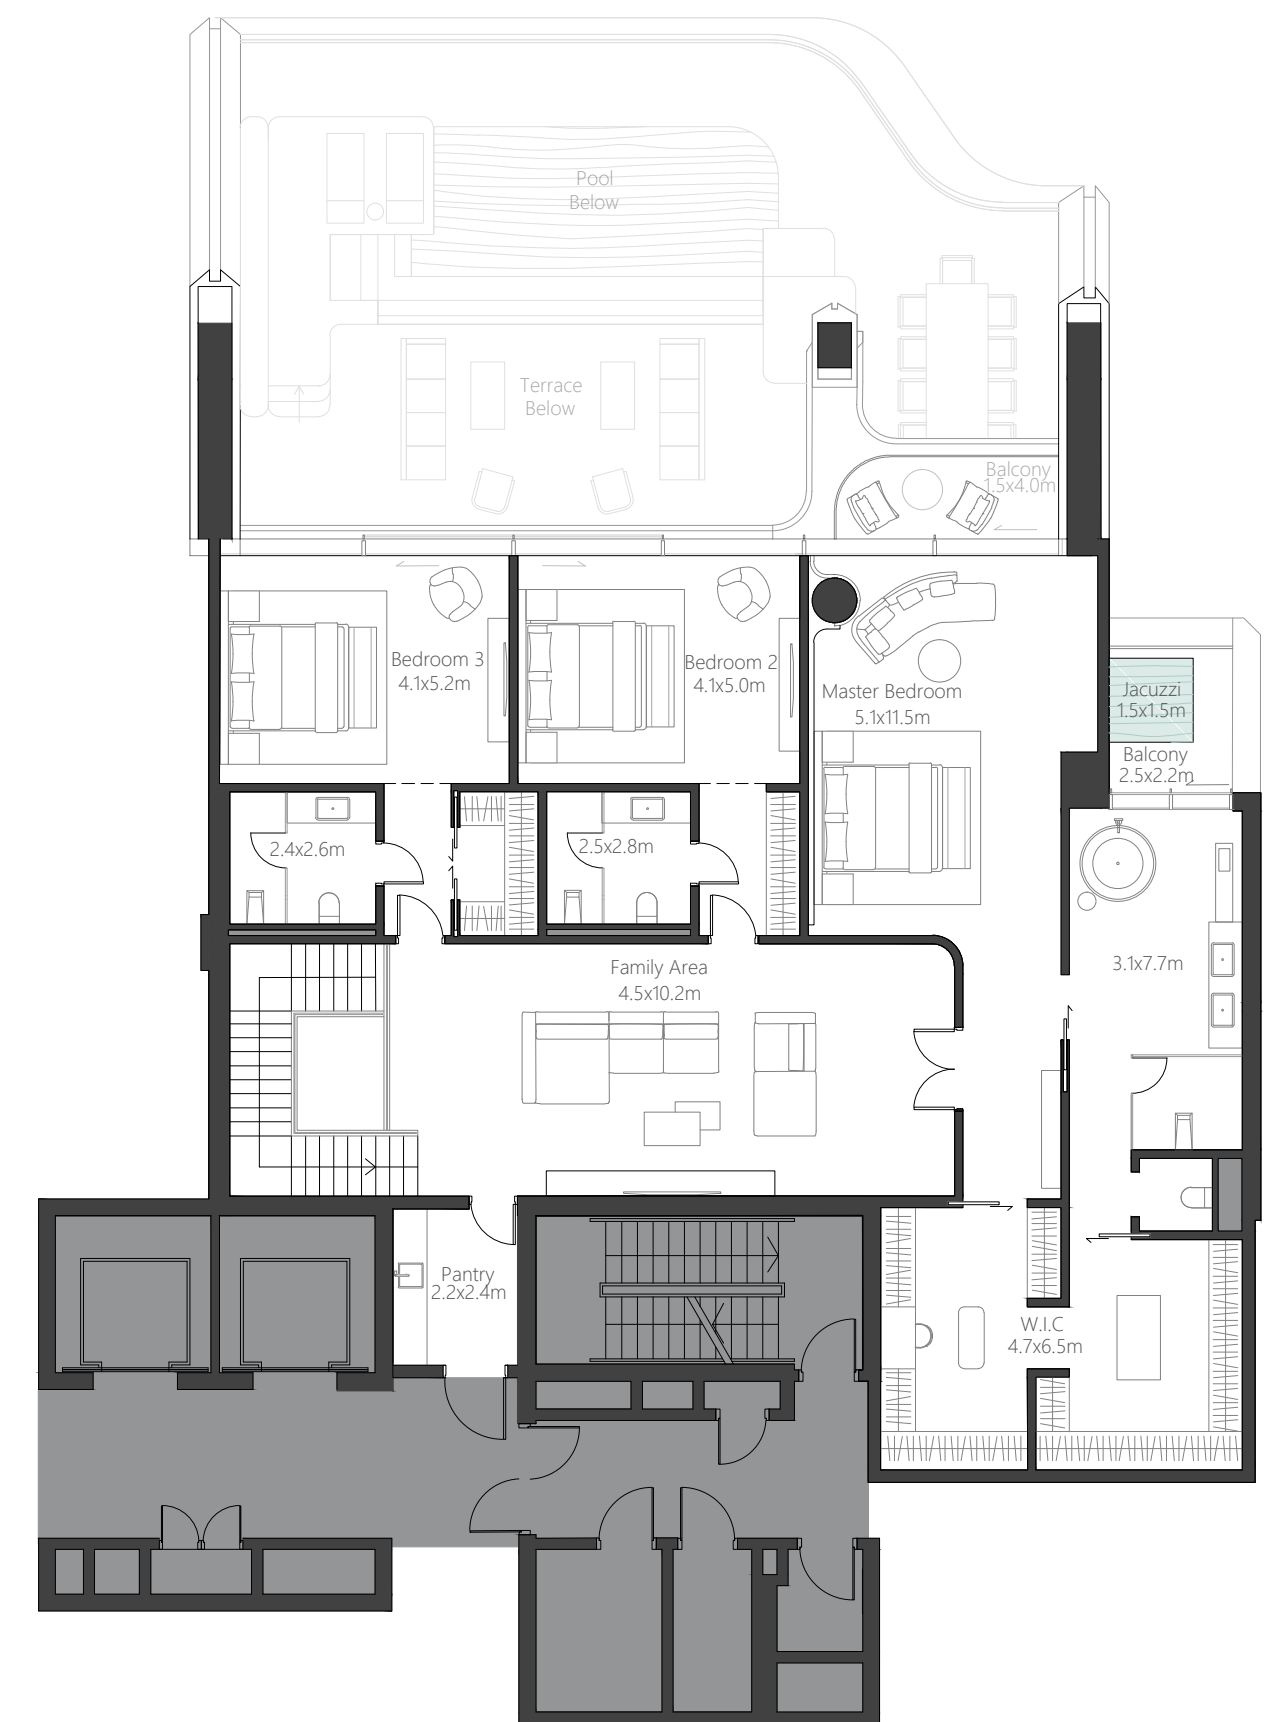 Pool
Below
Terrace
Below
Balcony
1.5x4.0m
Bedroom 3
4.1x5.2m
Bedroom 2
4.1x5.0m
Master Bedroom
5.1x11.5m
Jacuzzi
1.5x1.5m
Balcony
2.5x2.2m
2.4x2.6m
2.5x2.8m
Family Area
4.5x10.2m
3.1x7.7m
Pantry
2.2x2.4m
W.I.C
4.7x6.5m